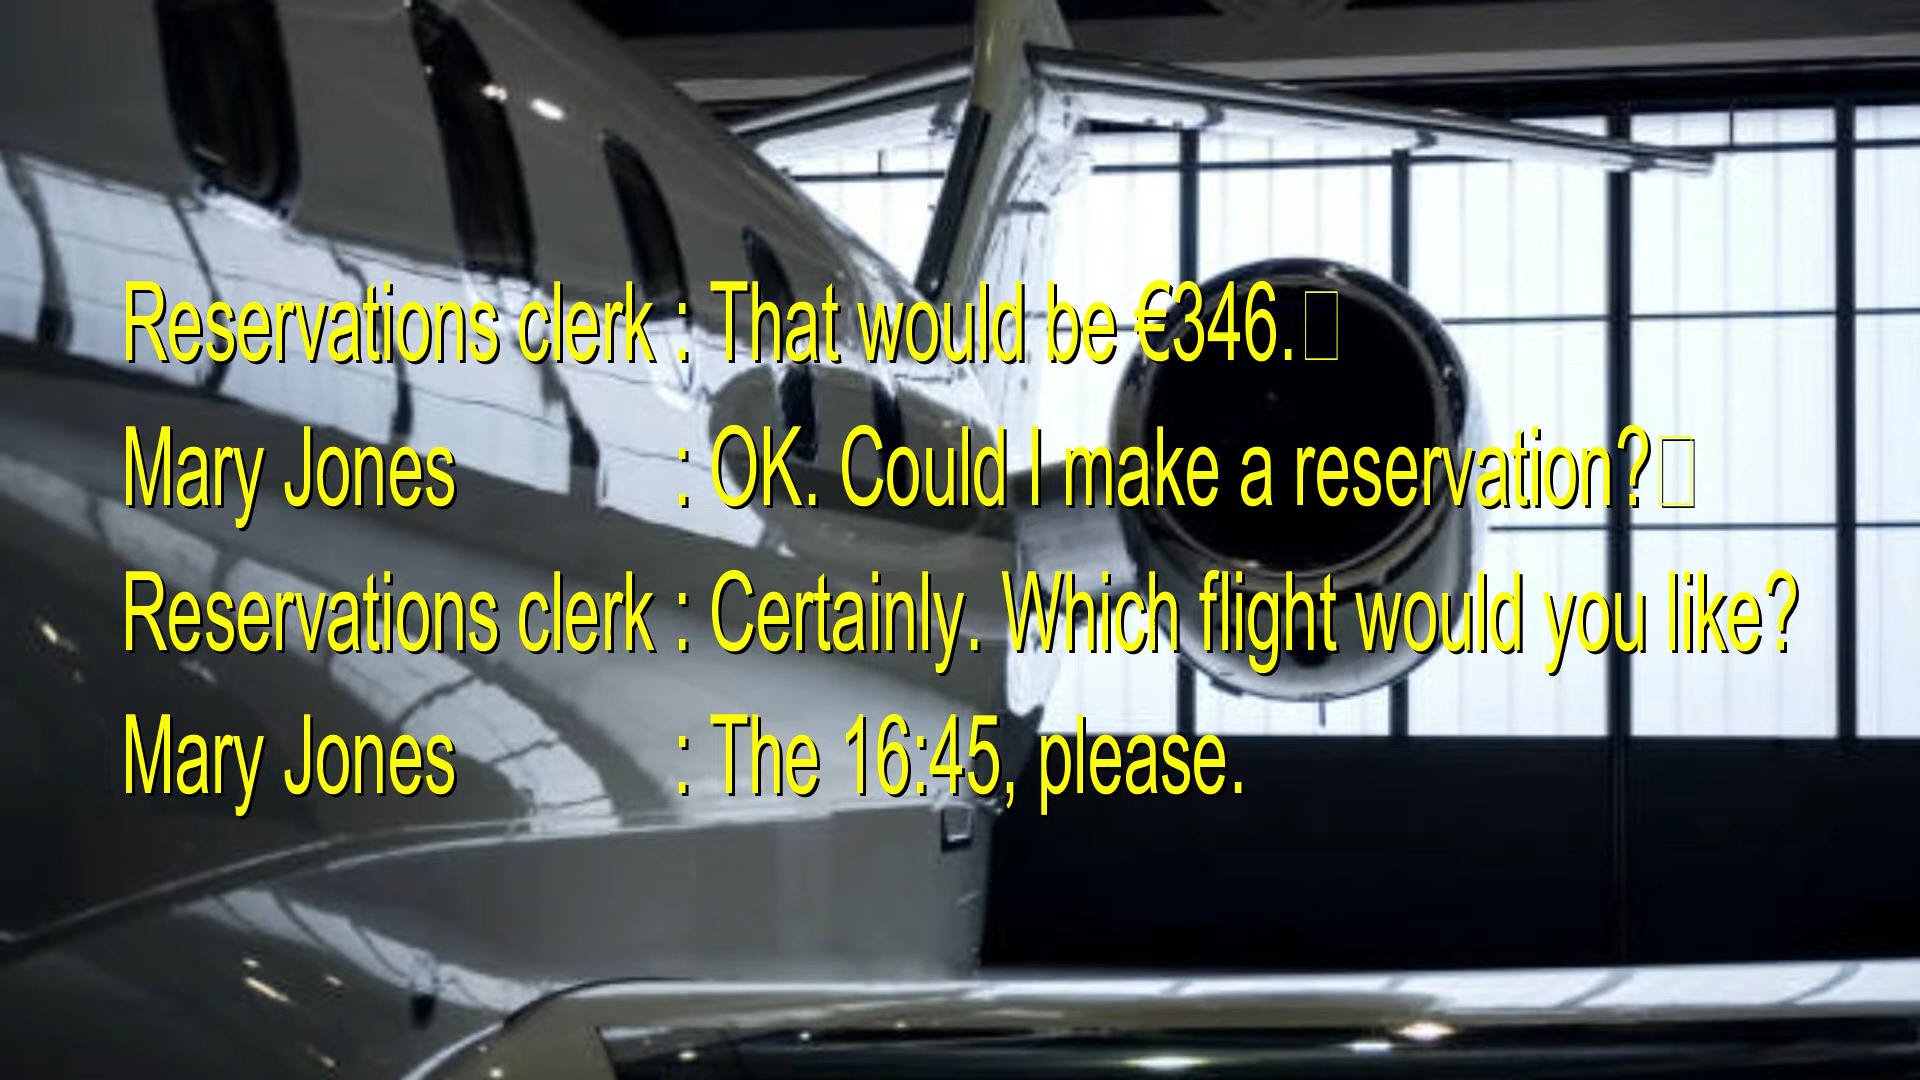 Reservations clerk : That would be €346.
Mary Jones : OK. Could I make a reservation?
Reservations clerk : Certainly. Which flight would you like?
Mary Jones : The 16:45, please.